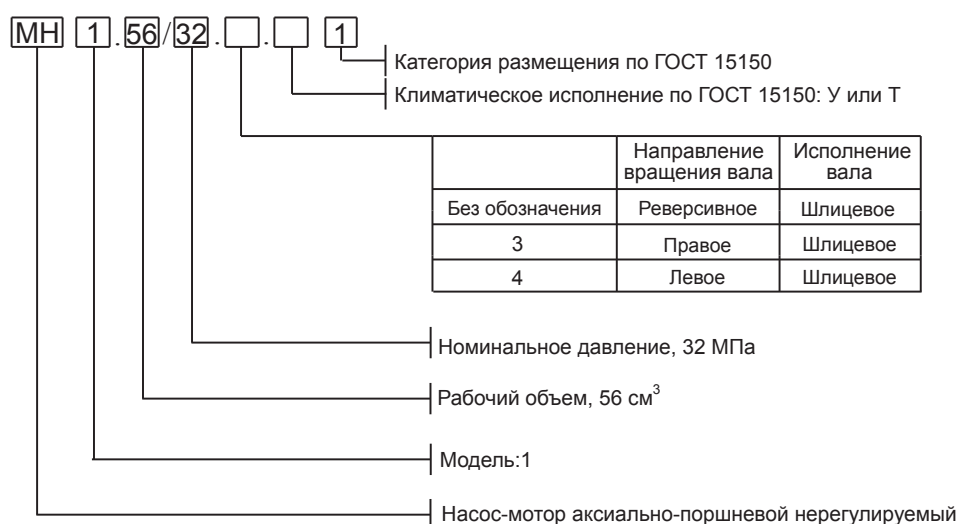 МН 1.56/32.□.□ 1
Категория размещения по ГОСТ 15150
Климатическое исполнение по ГОСТ 15150: У или Т
Направление вращения вала
Исполнение вала
Без обозначения Реверсивное Шлицевое
3 Правое Шлицевое
4 Левое Шлицевое
Номинальное давление, 32 МПа
Рабочий объем, 56 см³
Модель:1
Насос-мотор аксиально-поршневой нерегулируемый